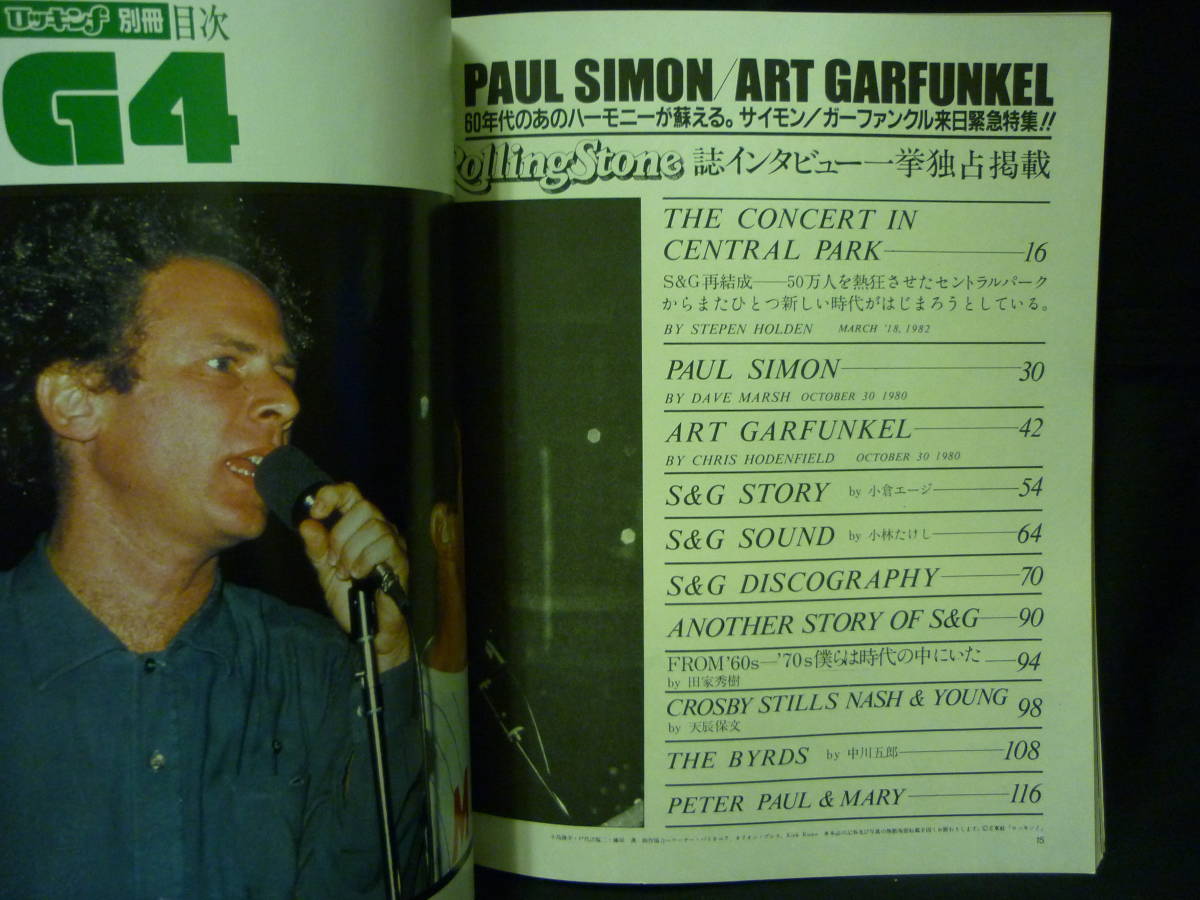 ロッキンf 別冊 目次
G4
PAUL SIMON/ART GARFUNKEL
60年代のあのハーモニーが蘇える。サイモン/ガーファンクル来日緊急特集!!
RollingStone 誌インタビュー一挙独占掲載
THE CONCERT IN
CENTRAL PARK 16
S&G再結成——50万人を熱狂させたセントラルパーク
からまたひとつ新しい時代がはじまろうとしている。
BY STEPEN HOLDEN MARCH '18, 1982
PAUL SIMON 30
BY DAVE MARSH OCTOBER 30 1980
ART GARFUNKEL 42
BY CHRIS HODENFIELD OCTOBER 30 1980
S&G STORY by 小倉エージ 54
S&G SOUND by 小林たけし 64
S&G DISCOGRAPHY 70
ANOTHER STORY OF S&G 90
FROM'60s—'70s僕らは時代の中にいた 94
by 田家秀樹
CROSBY STILLS NASH & YOUNG 98
by 天辰保文
THE BYRDS by 中川五郎 108
PETER PAUL & MARY 116
15